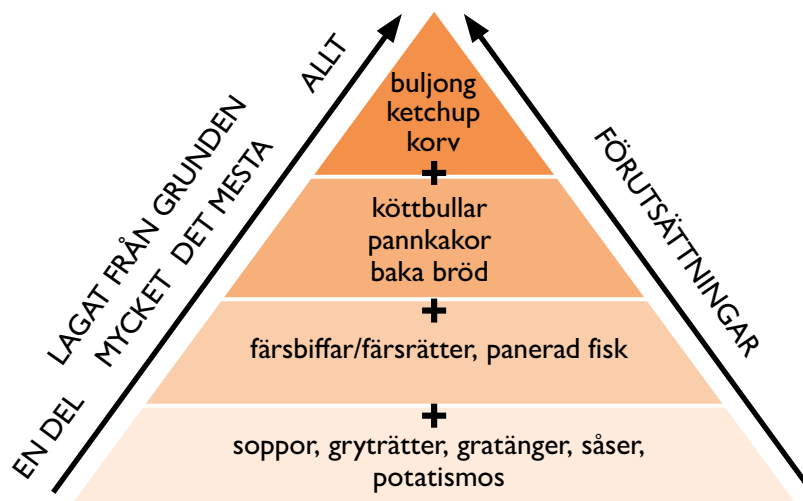 LAGAT FRÅN GRUNDEN
EN DEL MYCKET DET MESTA ALLT
FÖRUTSÄTTNINGAR
buljong
ketchup
korv
+
köttbullar
pannkakor
baka bröd
+
färsbiffar/färsrätter, panerad fisk
+
soppor, gryträtter, gratänger, såser,
potatismos